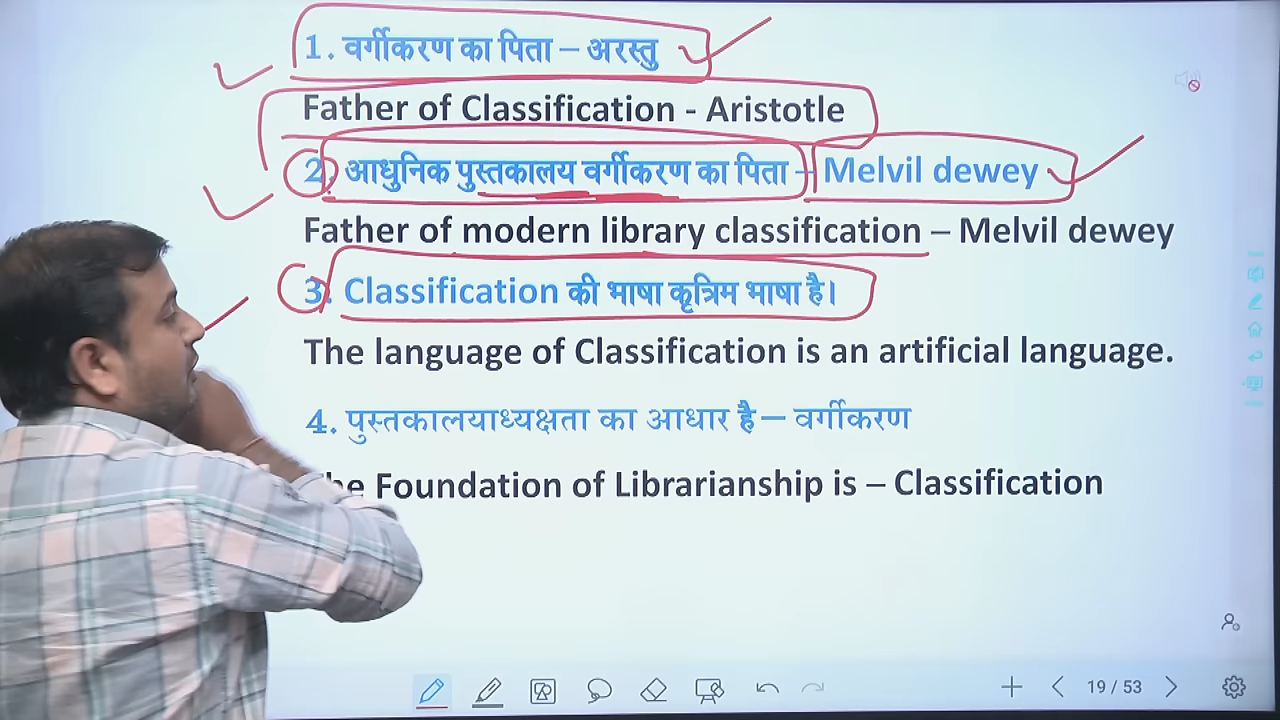 1. वर्गीकरण का पिता – अरस्तु
Father of Classification - Aristotle
2. आधुनिक पुस्तकालय वर्गीकरण का पिता – Melvil dewey
Father of modern library classification – Melvil dewey
3. Classification की भाषा कृत्रिम भाषा है।
The language of Classification is an artificial language.
4. पुस्तकालयाध्यक्षता का आधार है – वर्गीकरण
Foundation of Librarianship is – Classification
19 / 53